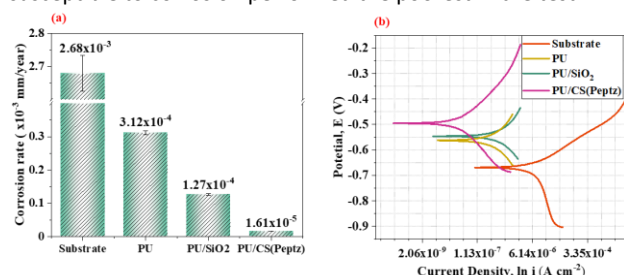 (a)
2.68x10⁻³
2.7
2.6
0.3
0.2
0.1
0
3.12x10⁻⁴
1.27x10⁻⁴
1.61x10⁻⁵
Corrosion rate ( x10⁻³ mm/year)
Substrate PU PU/SiO2 PU/CS(Peptz)
(b)
Substrate
PU
PU/SiO₂
PU/CS(Peptz)
-0.2
-0.3
-0.4
-0.5
-0.6
-0.7
-0.8
-0.9
Potential, E (V)
2.06x10⁻⁹ 1.13x10⁻⁷ 6.14x10⁻⁶ 3.35x10⁻⁴
Current Density, ln i (A cm⁻²)